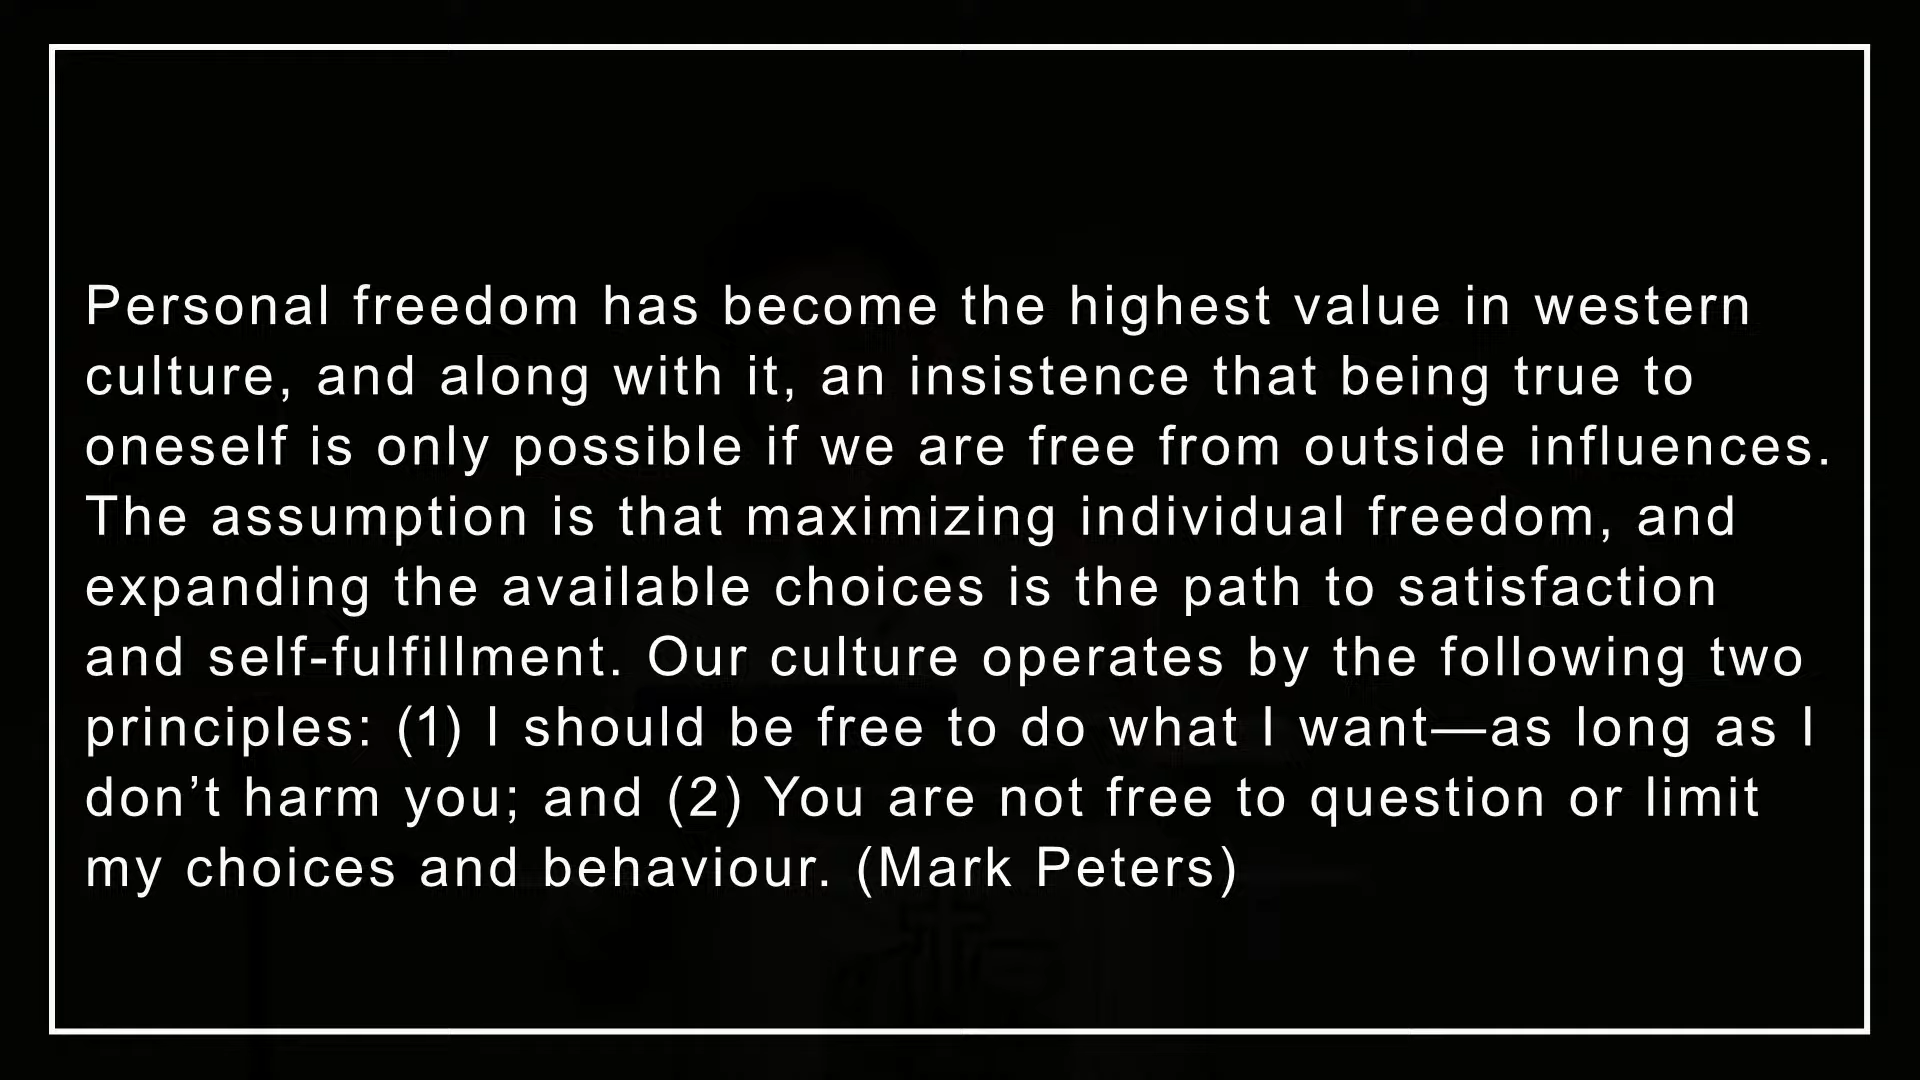 Personal freedom has become the highest value in western
culture, and along with it, an insistence that being true to
oneself is only possible if we are free from outside influences.
The assumption is that maximizing individual freedom, and
expanding the available choices is the path to satisfaction
and self-fulfillment. Our culture operates by the following two
principles: (1) I should be free to do what I want—as long as I
don’t harm you; and (2) You are not free to question or limit
my choices and behaviour. (Mark Peters)